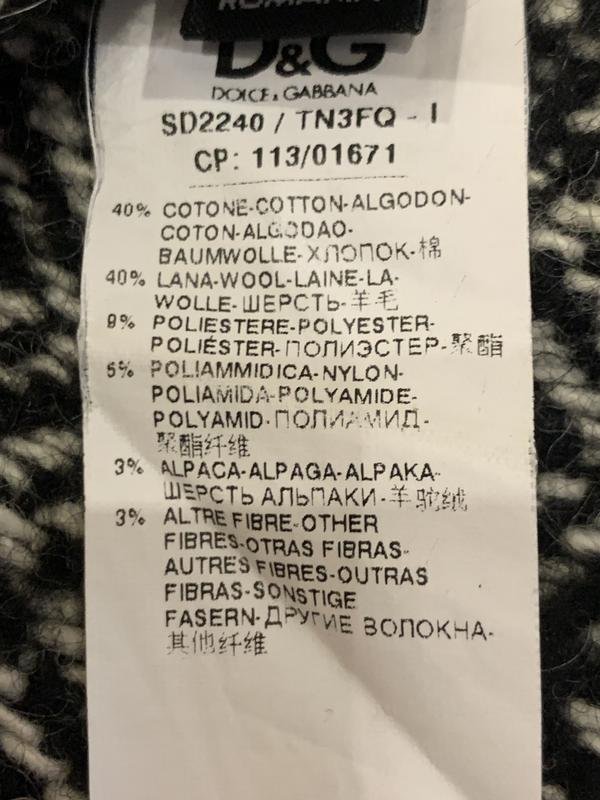 ROMANIA
D&G
DOLCE & GABBANA
SD2240 / TN3FQ - I
CP: 113/01671
40% COTONE-COTTON-ALGODON-
COTON-ALGODAO-
BAUMWOLLE-ХЛОПОК-棉
40% LANA-WOOL-LAINE-LA-
WOLLE-ШЕРСТЬ-羊毛
9% POLIESTERE-POLYESTER-
POLIÉSTER-ПОЛИЭСТЕР-聚酯
5% POLIAMMIDICA-NYLON-
POLIAMIDA-POLYAMIDE-
POLYAMID-ПОЛИАМИД-
聚酯纤维
3% ALPACA-ALPAGA-ALPAKA-
ШЕРСТЬ АЛЬПАКИ-羊驼绒
3% ALTRE FIBRE-OTHER
FIBRES-OTRAS FIBRAS-
AUTRES FIBRES-OUTRAS
FIBRAS-SONSTIGE
FASERN-ДРУГИЕ ВОЛОКНА-
其他纤维